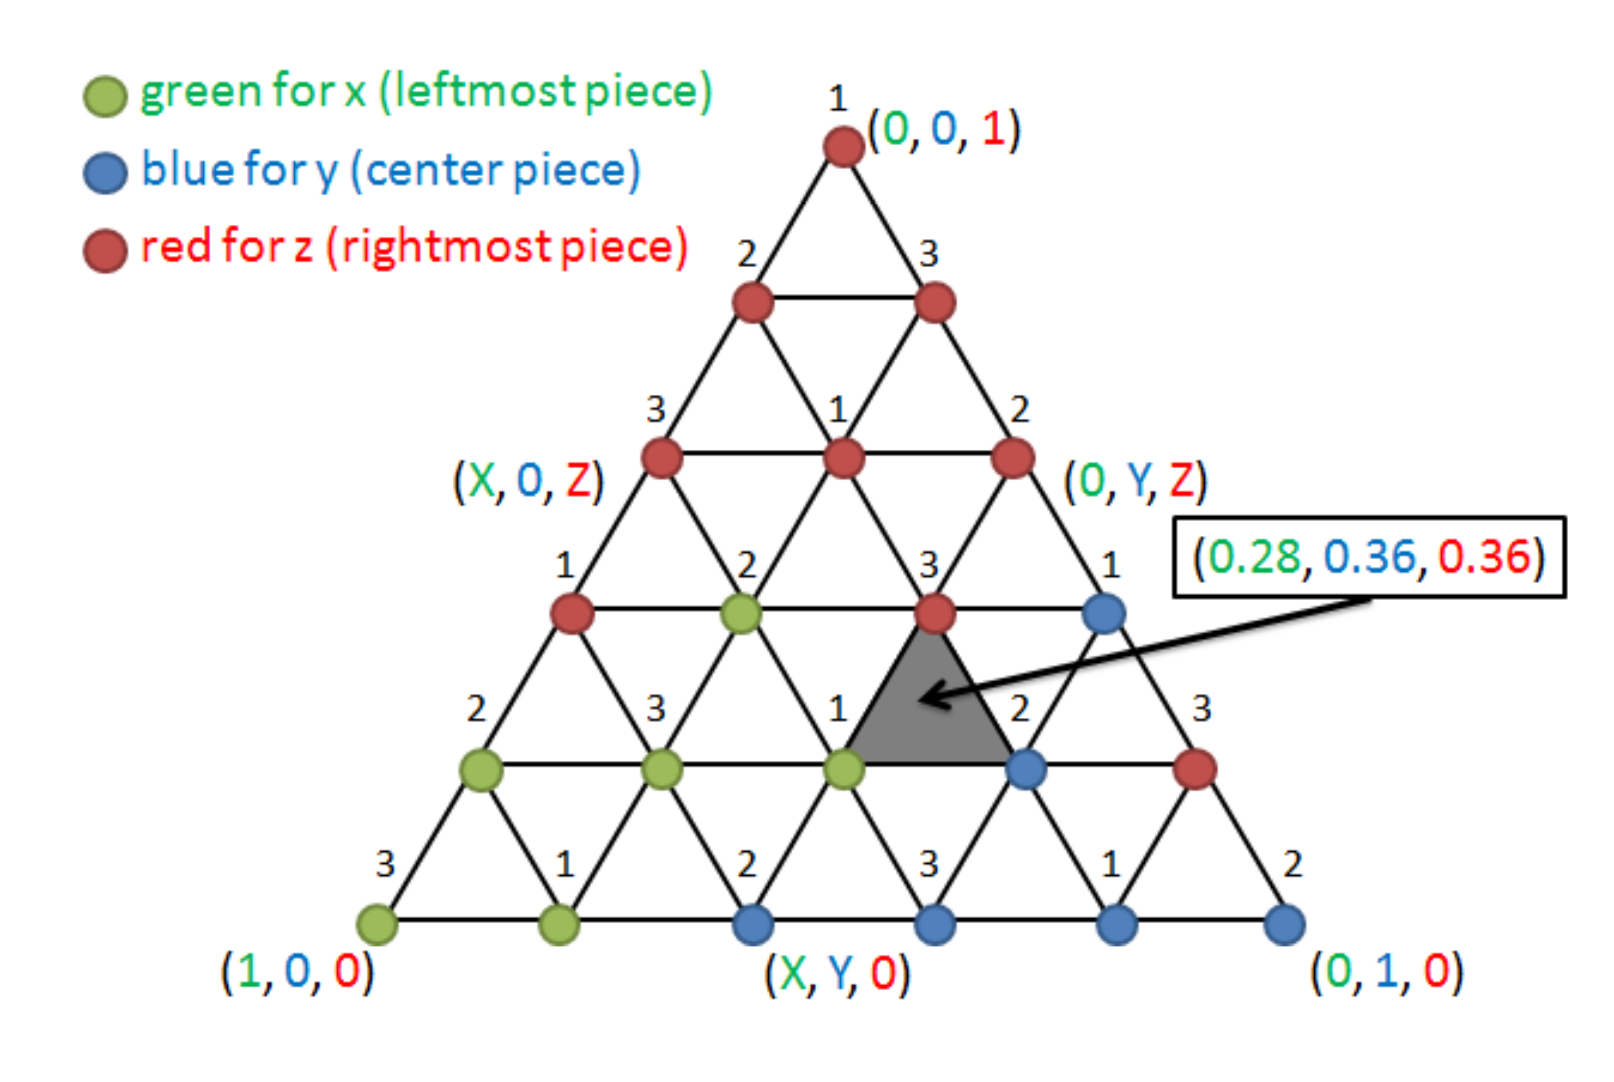 green for x (leftmost piece)
blue for y (center piece)
red for z (rightmost piece)
1
(0, 0, 1)
2 3
3 1 2
(X, 0, Z) (0, Y, Z)
(0.28, 0.36, 0.36)
1 2 3 1
2 3 1 2 3
3 1 2 3 1 2
(1, 0, 0) (X, Y, 0) (0, 1, 0)